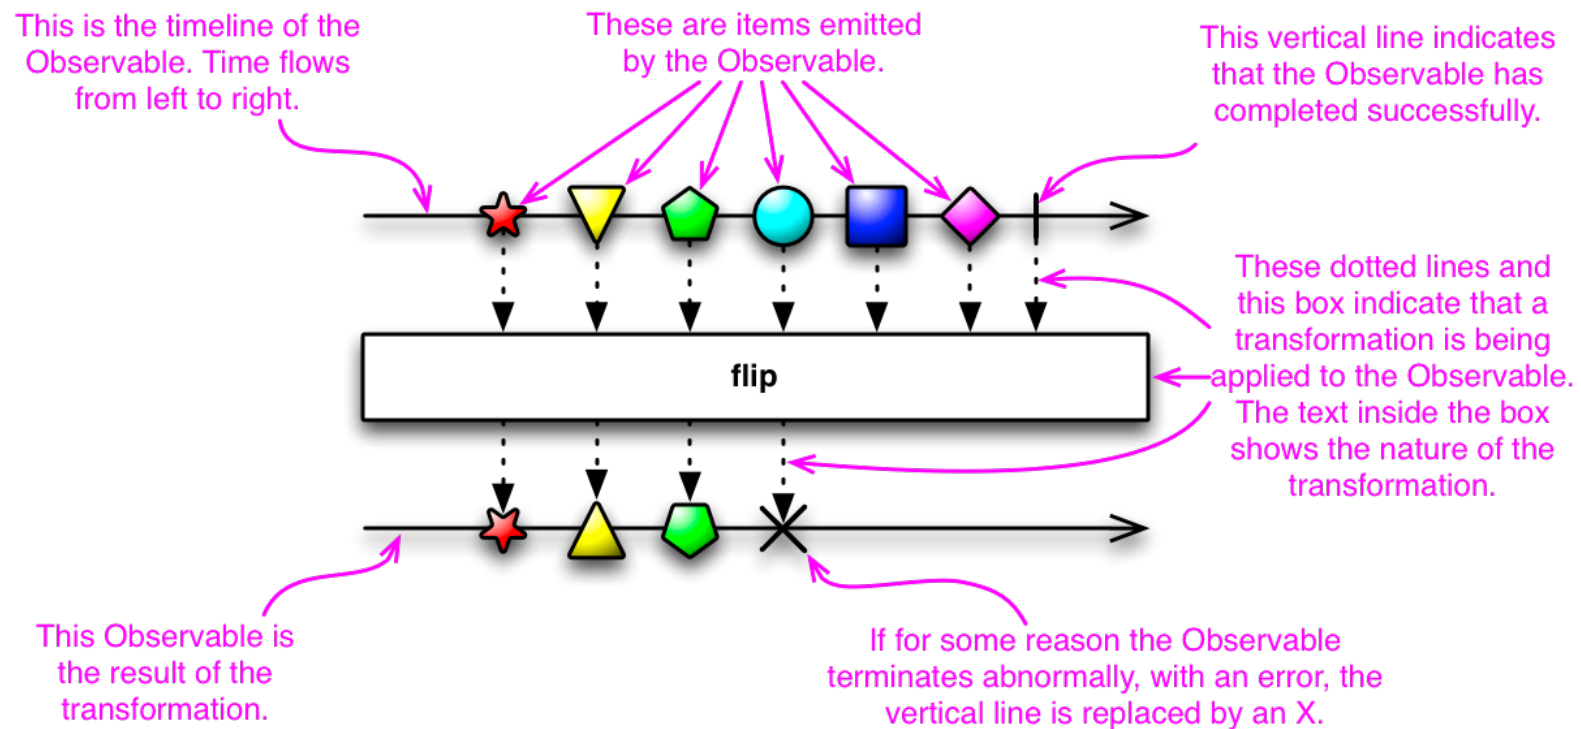 This is the timeline of the
Observable. Time flows
from left to right.
These are items emitted
by the Observable.
This vertical line indicates
that the Observable has
completed successfully.
These dotted lines and
this box indicate that a
transformation is being
applied to the Observable.
The text inside the box
shows the nature of the
transformation.
flip
This Observable is
the result of the
transformation.
If for some reason the Observable
terminates abnormally, with an error, the
vertical line is replaced by an X.